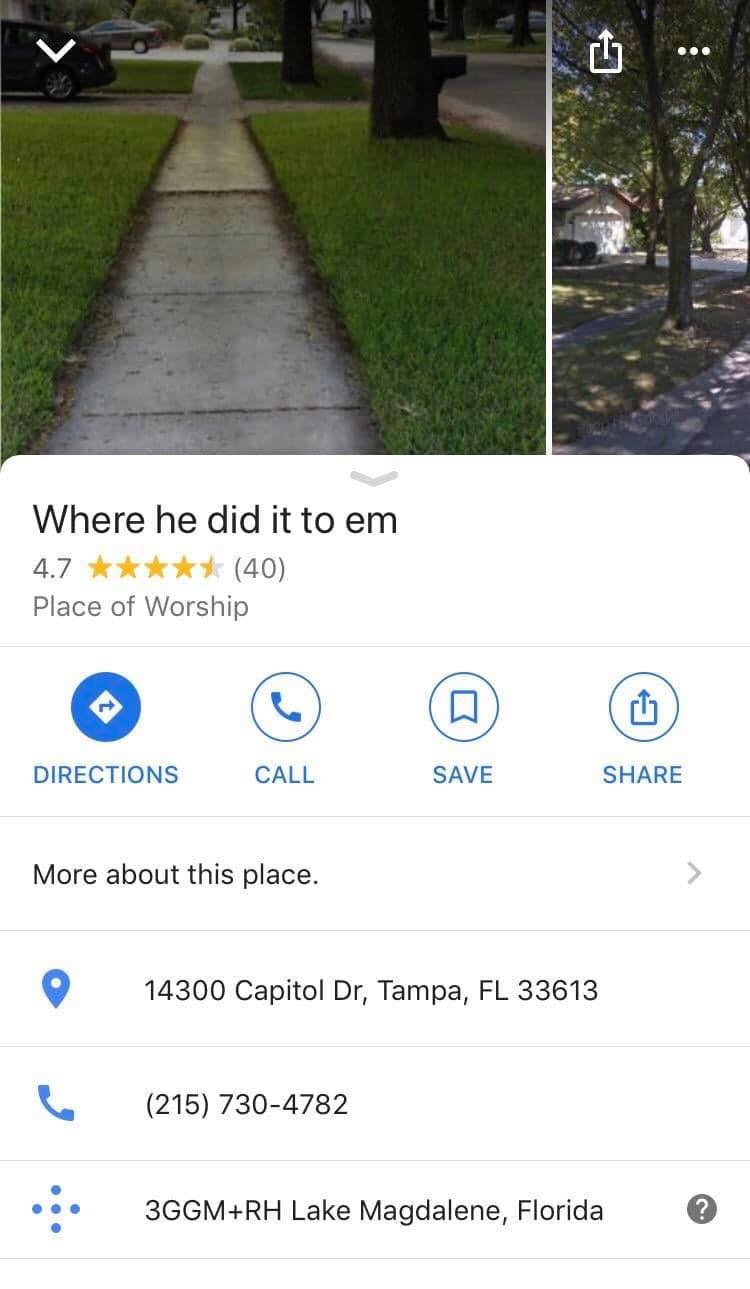 Where he did it to em
4.7 (40)
Place of Worship
DIRECTIONS CALL SAVE SHARE
More about this place.
14300 Capitol Dr, Tampa, FL 33613
(215) 730-4782
3GGM+RH Lake Magdalene, Florida